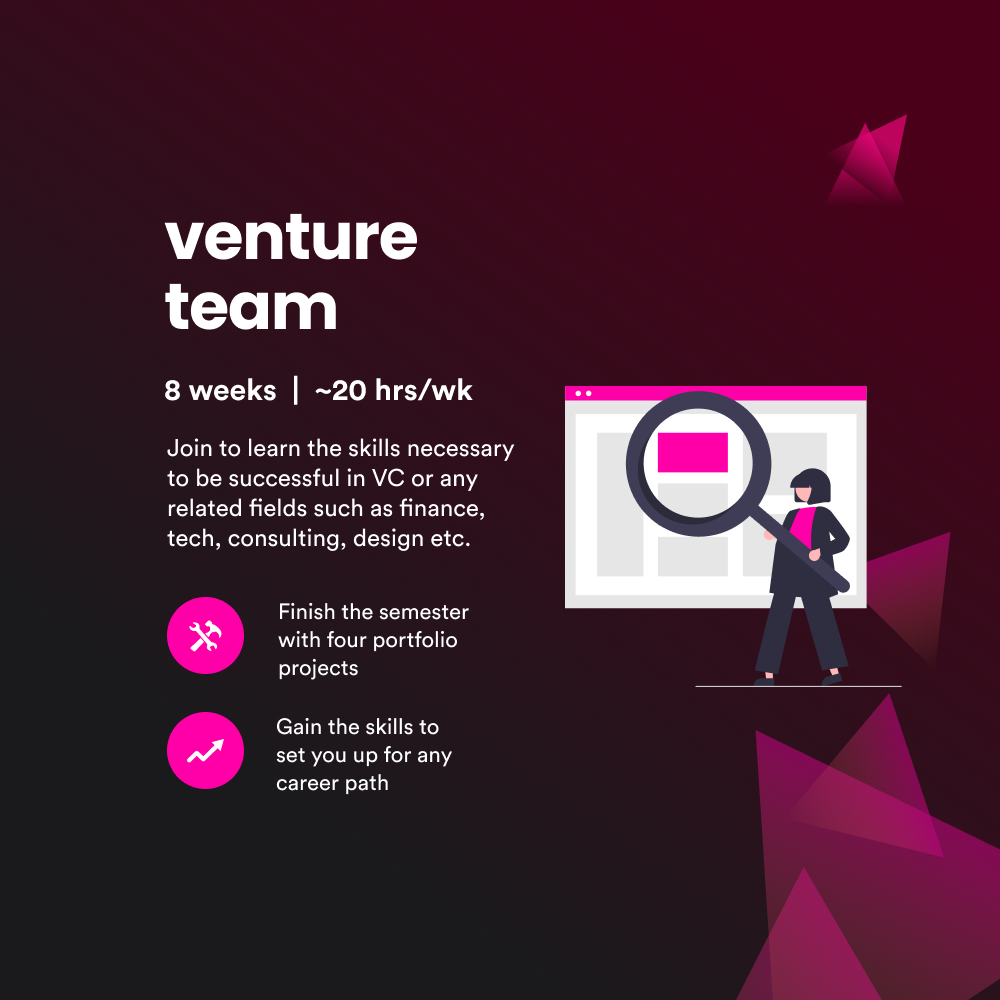 venture
team
8 weeks | ~20 hrs/wk
Join to learn the skills necessary
to be successful in VC or any
related fields such as finance,
tech, consulting, design etc.
Finish the semester
with four portfolio
projects
Gain the skills to
set you up for any
career path